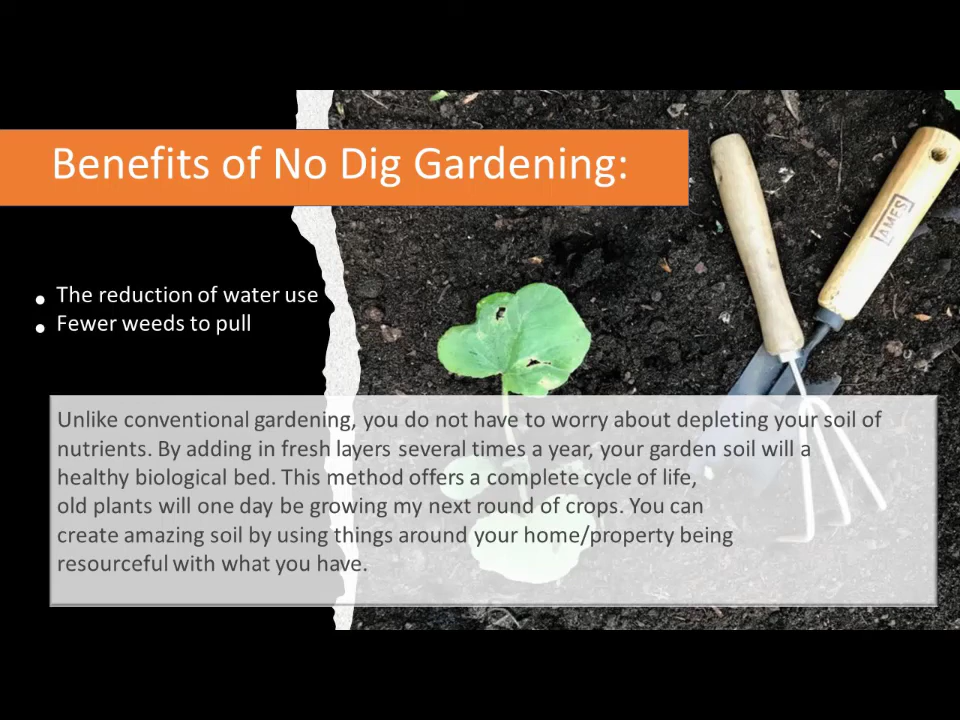 Benefits of No Dig Gardening:
AMES
• The reduction of water use
• Fewer weeds to pull
Unlike conventional gardening, you do not have to worry about depleting your soil of
nutrients. By adding in fresh layers several times a year, your garden soil will a
healthy biological bed. This method offers a complete cycle of life,
old plants will one day be growing my next round of crops. You can
create amazing soil by using things around your home/property being
resourceful with what you have.